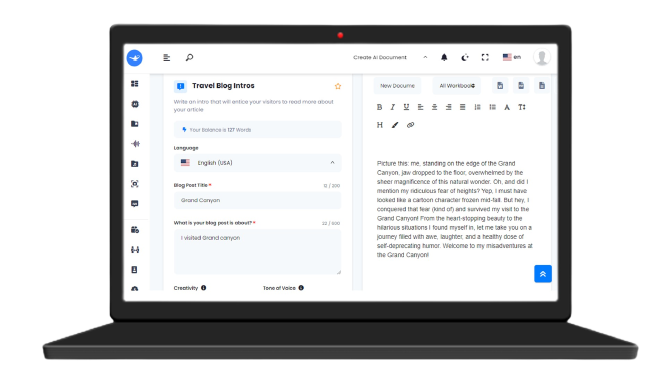 Create AI Document
en
Travel Blog Intros
Write an intro that will entice your visitors to read more about
your article.
Your Balance is 127 Words
Language
English (USA)
Blog Post Title *
12 / 200
Grand Canyon
What is your blog post is about? *
22 / 600
I visited Grand canyon
Creativity
Tone of Voice
New Docume
All Workbook
B I U
A T
H
Picture this: me, standing on the edge of the Grand
Canyon, jaw dropped to the floor, overwhelmed by the
sheer magnificence of this natural wonder. Oh, and did I
mention my ridiculous fear of heights? Yep, I must have
looked like a cartoon character frozen mid-fall. But hey, I
conquered that fear (kind of) and survived my visit to the
Grand Canyon! From the heart-stopping beauty to the
hilarious situations I found myself in, let me take you on a
journey filled with awe, laughter, and a healthy dose of
self-deprecating humor. Welcome to my misadventures at
the Grand Canyon!